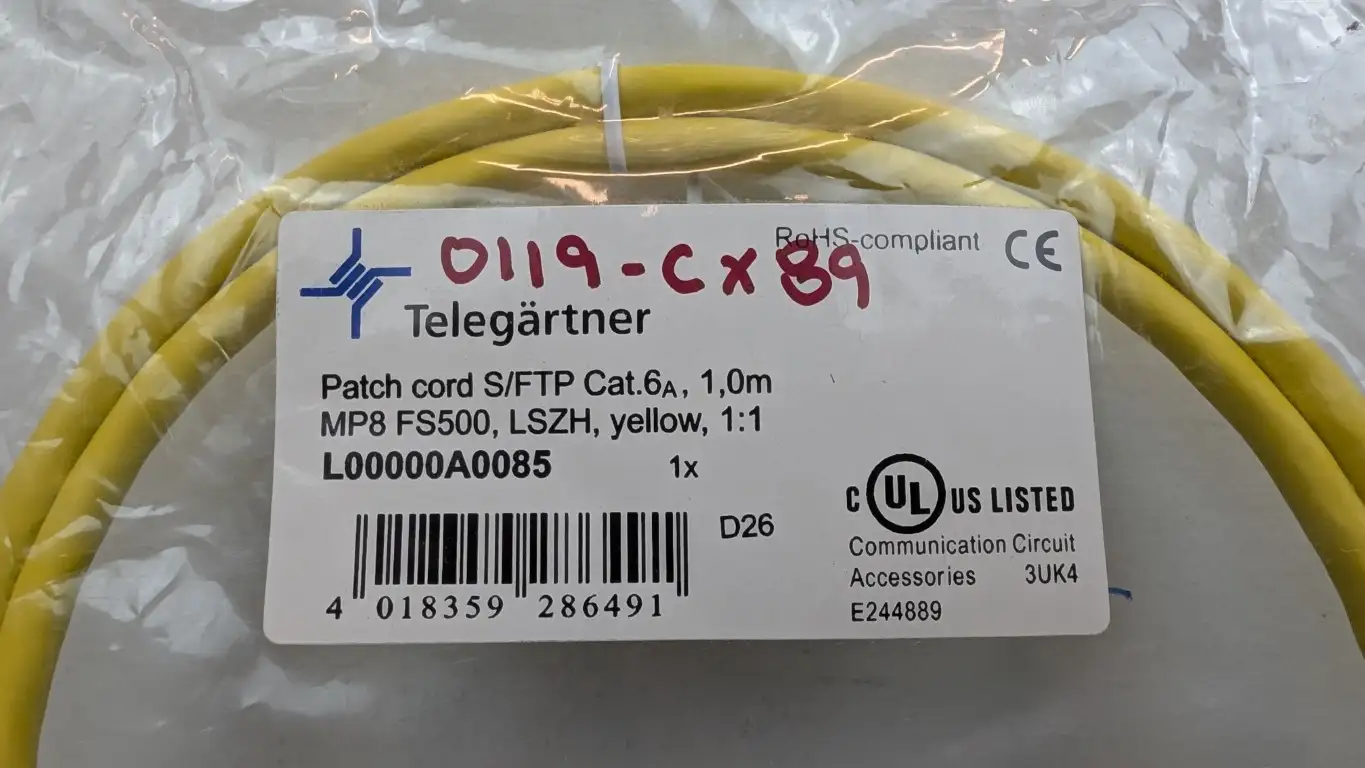 0119-CX89
RoHS-compliant CE
Telegärtner
Patch cord S/FTP Cat.6A, 1,0m
MP8 FS500, LSZH, yellow, 1:1
L00000A0085 1x
D26
4 018359 286491
C UL US LISTED
Communication Circuit
Accessories 3UK4
E244889